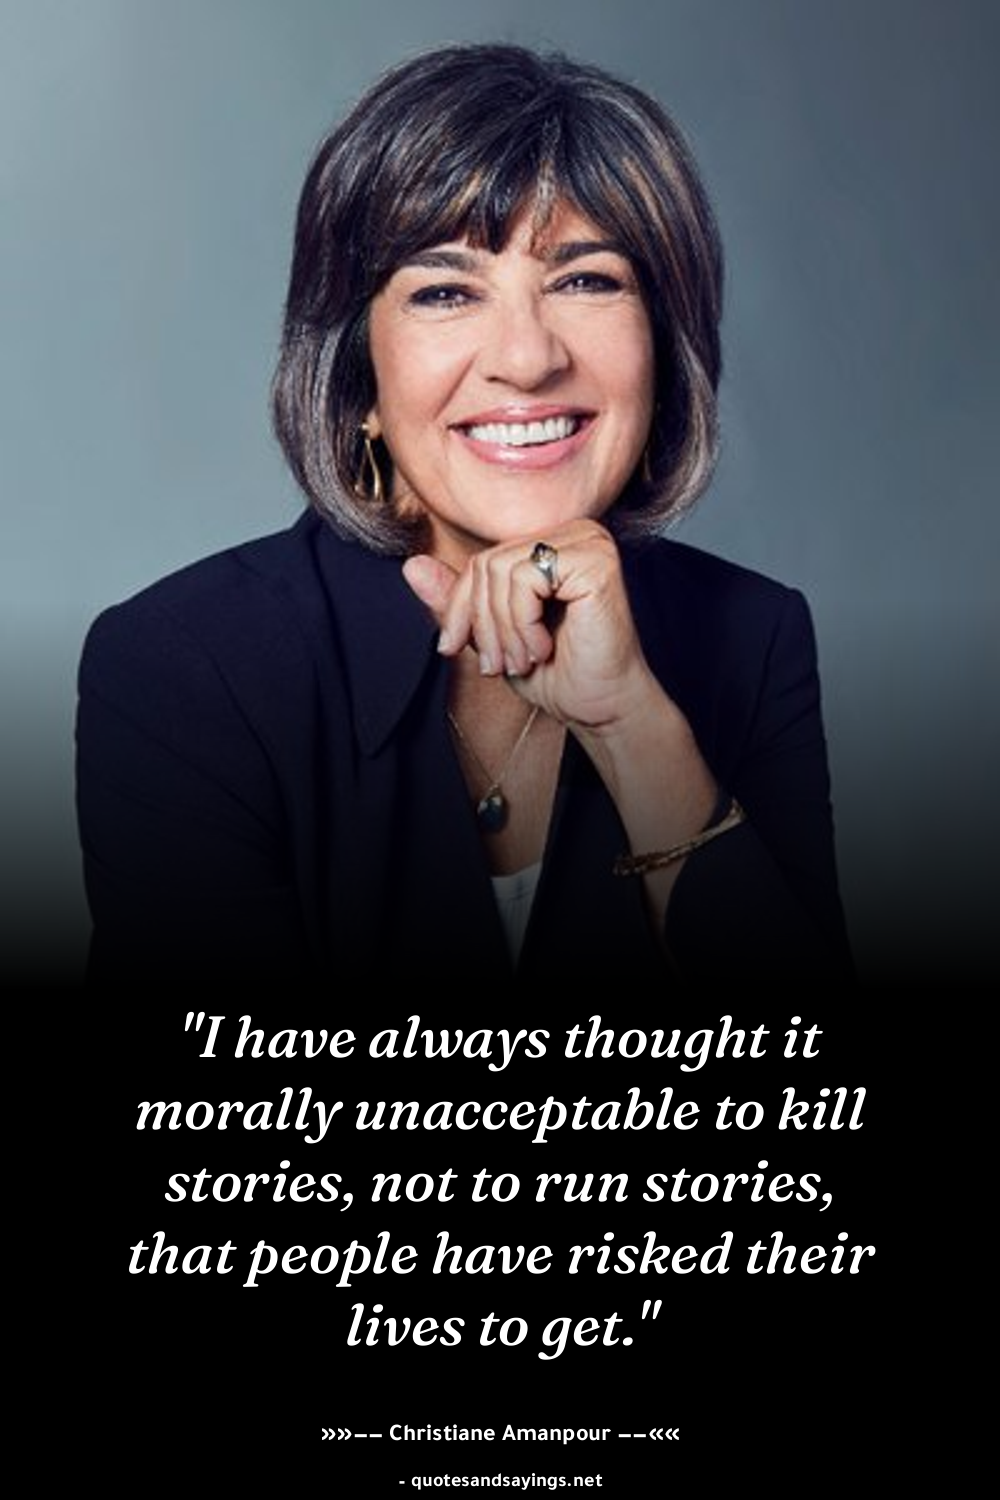 "I have always thought it
morally unacceptable to kill
stories, not to run stories,
that people have risked their
lives to get."
»»–– Christiane Amanpour ––««
- quotesandsayings.net